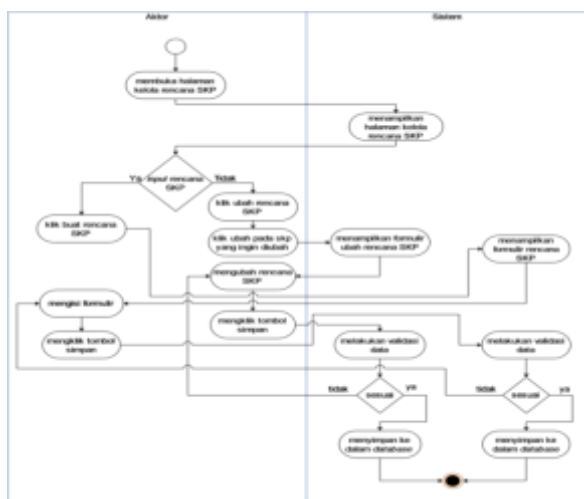 Aktor
Sistem
membuka halaman
kelola rencana SKP
menampilkan
halaman kelola
rencana SKP
Ya
input rencana
SKP
Tidak
klik ubah rencana
SKP
klik buat rencana
SKP
klik ubah pada skp
yang ingin diubah
menampilkan formulir
ubah rencana SKP
menampilkan
formulir rencana
SKP
mengubah rencana
SKP
mengisi formulir
mengklik tombol
simpan
mengklik tombol
simpan
melakukan validasi
data
melakukan validasi
data
tidak
sesuai
ya
tidak
sesuai
ya
menyimpan ke
dalam database
menyimpan ke
dalam database